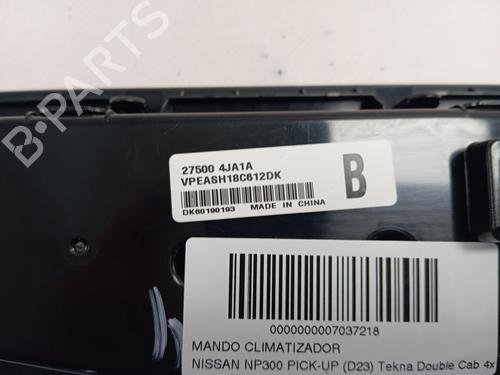 B-PARTS
27500 4JA1A
VPEASH18C612DK
B
DK60190193 MADE IN CHINA
0000000007037218
MANDO CLIMATIZADOR
NISSAN NP300 PICK-UP (D23) Tekna Double Cab 4x